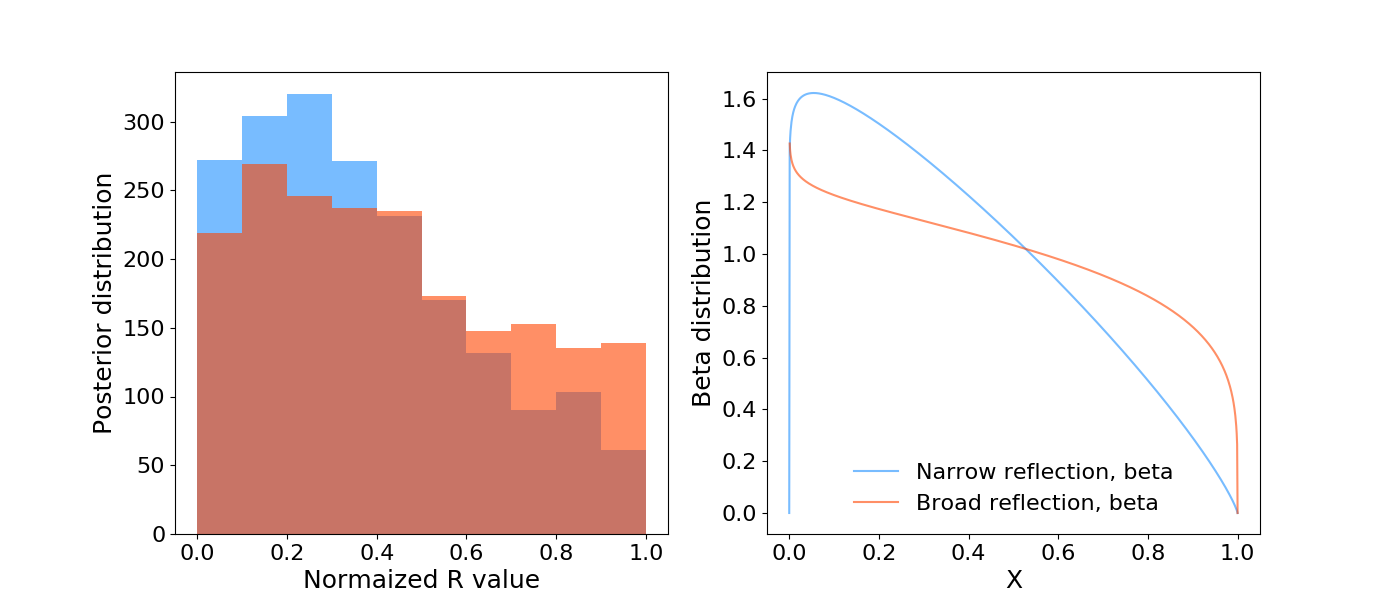 Posterior distribution
300
250
200
150
100
50
0
0.0 0.2 0.4 0.6 0.8 1.0
Normaized R value
Beta distribution
1.6
1.4
1.2
1.0
0.8
0.6
0.4
0.2
0.0
Narrow reflection, beta
Broad reflection, beta
0.0 0.2 0.4 0.6 0.8 1.0
X